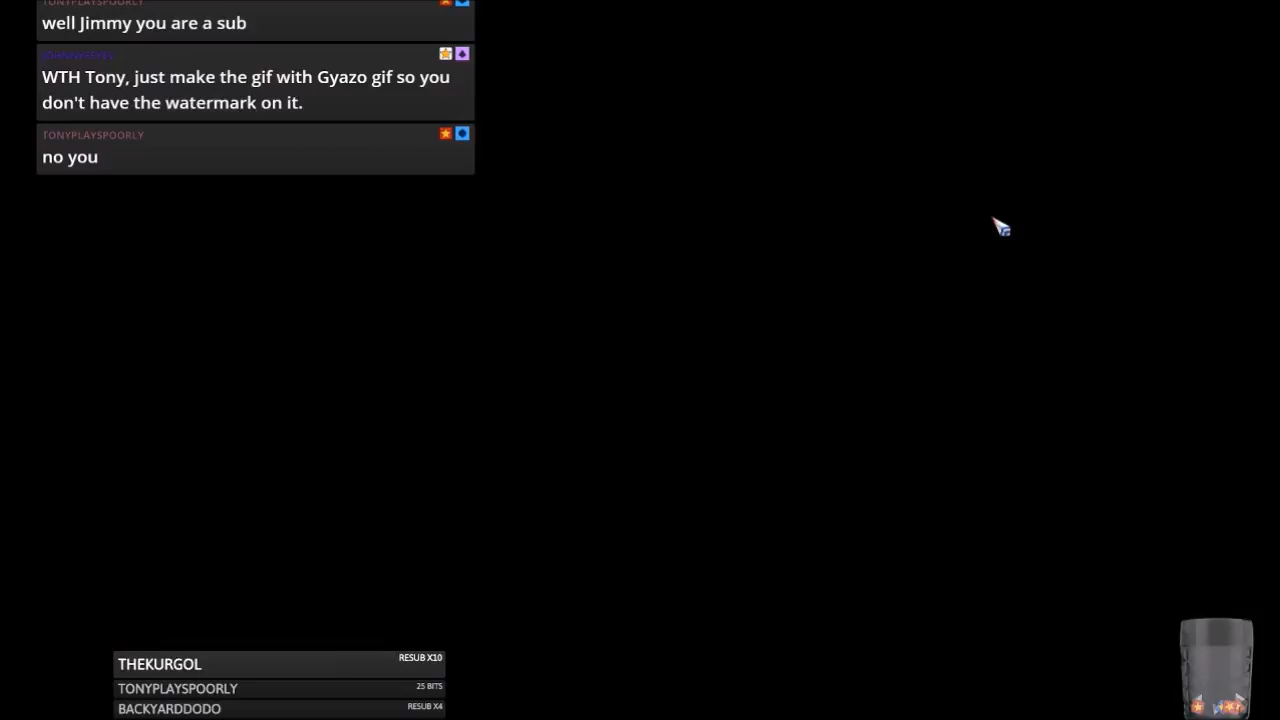 TONYPLAYSPOORLY
well Jimmy you are a sub
WTH Tony, just make the gif with Gyazo gif so you
don't have the watermark on it.
TONYPLAYSPOORLY
no you
THEKURGOL RESUB X10
TONYPLAYSPOORLY 25 BITS
BACKYARDDODO RESUB X4